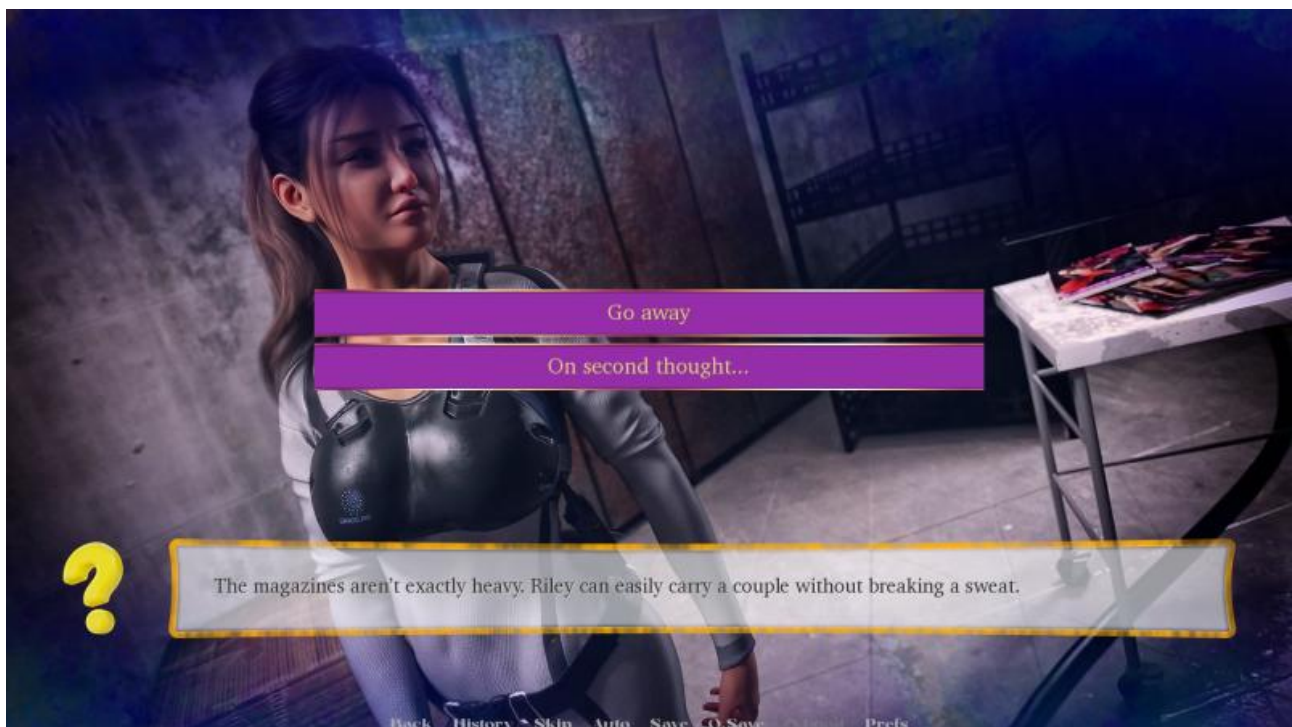 Go away
On second thought...
The magazines aren't exactly heavy. Riley can easily carry a couple without breaking a sweat.
Back History Skip Auto Save Q.Save Prefs